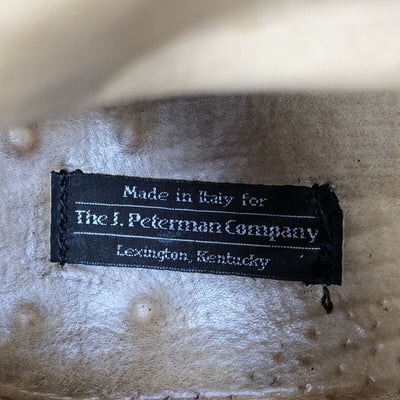 Made in Italy for
The J. Peterman Company
Lexington, Kentucky